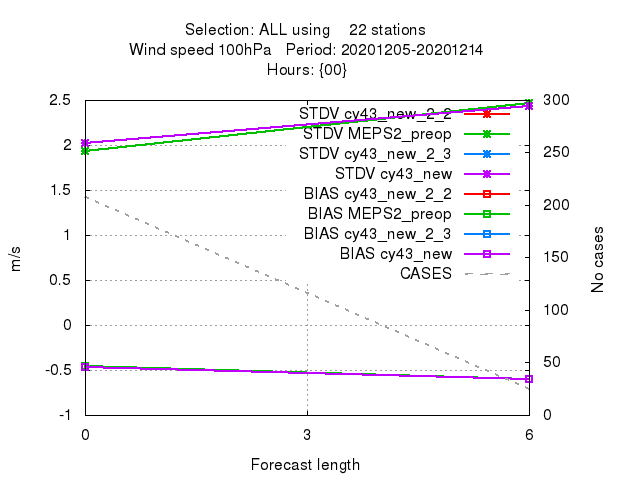 Selection: ALL using 22 stations
Wind speed 100hPa Period: 20201205-20201214
Hours: {00}
2.5
2
1.5
1
0.5
0
-0.5
-1
300
250
200
150
100
50
0
STDV cy43_new_2_2
STDV MEPS2_preop
STDV cy43_new_2_3
STDV cy43_new
BIAS cy43_new_2_2
BIAS MEPS2_preop
BIAS cy43_new_2_3
BIAS cy43_new
CASES
m/s
No cases
0 3 6
Forecast length